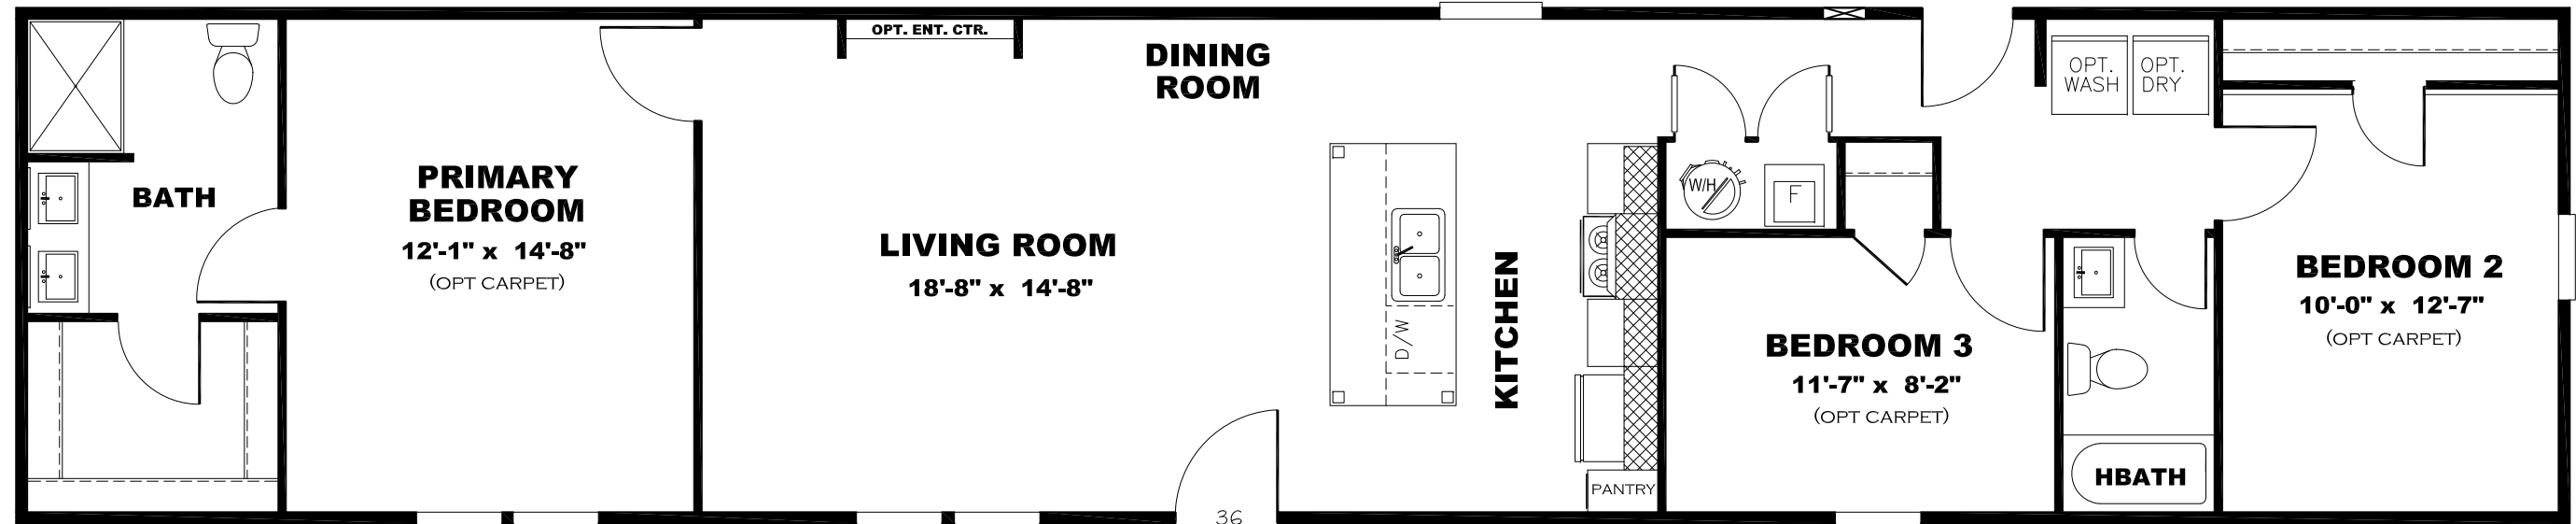 OPT. ENT. CTR.
DINING
ROOM
OPT.
WASH
OPT.
DRY
BATH
PRIMARY
BEDROOM
12'-1" x 14'-8"
(OPT CARPET)
LIVING ROOM
18'-8" x 14'-8"
D/W
KITCHEN
PANTRY
W/H
F
BEDROOM 3
11'-7" x 8'-2"
(OPT CARPET)
HBATH
BEDROOM 2
10'-0" x 12'-7"
(OPT CARPET)
36